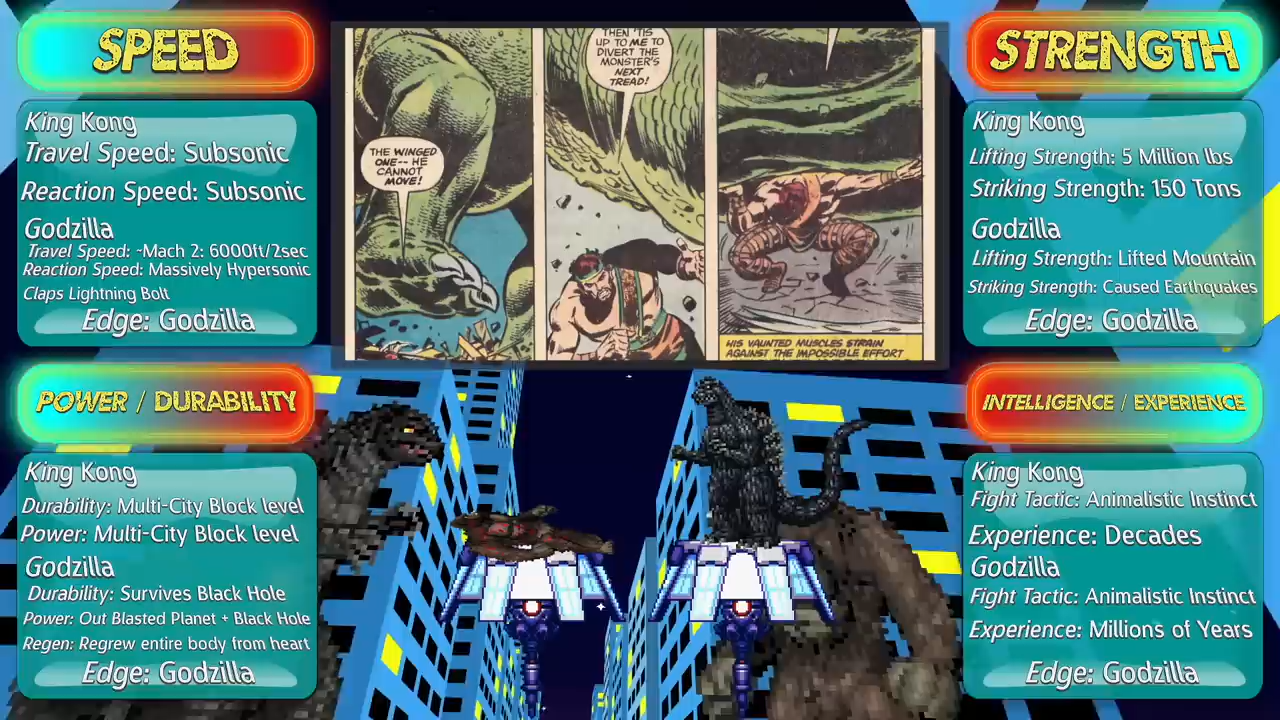 SPEED
King Kong
Travel Speed: Subsonic
Reaction Speed: Subsonic
Godzilla
Travel Speed: ~Mach 2: 6000ft/2sec
Reaction Speed: Massively Hypersonic
Claps Lightning Bolt
Edge: Godzilla
THE WINGED
ONE-- HE
CANNOT
MOVE!
THEN 'TIS
UP TO ME TO
DIVERT THE
MONSTER'S
NEXT
TREAD!
HIS VAUNTED MUSCLES STRAIN
AGAINST THE IMPOSSIBLE EFFORT
STRENGTH
King Kong
Lifting Strength: 5 Million lbs
Striking Strength: 150 Tons
Godzilla
Lifting Strength: Lifted Mountain
Striking Strength: Caused Earthquakes
Edge: Godzilla
POWER / DURABILITY
King Kong
Durability: Multi-City Block level
Power: Multi-City Block level
Godzilla
Durability: Survives Black Hole
Power: Out Blasted Planet + Black Hole
Regen: Regrew entire body from heart
Edge: Godzilla
INTELLIGENCE / EXPERIENCE
King Kong
Fight Tactic: Animalistic Instinct
Experience: Decades
Godzilla
Fight Tactic: Animalistic Instinct
Experience: Millions of Years
Edge: Godzilla